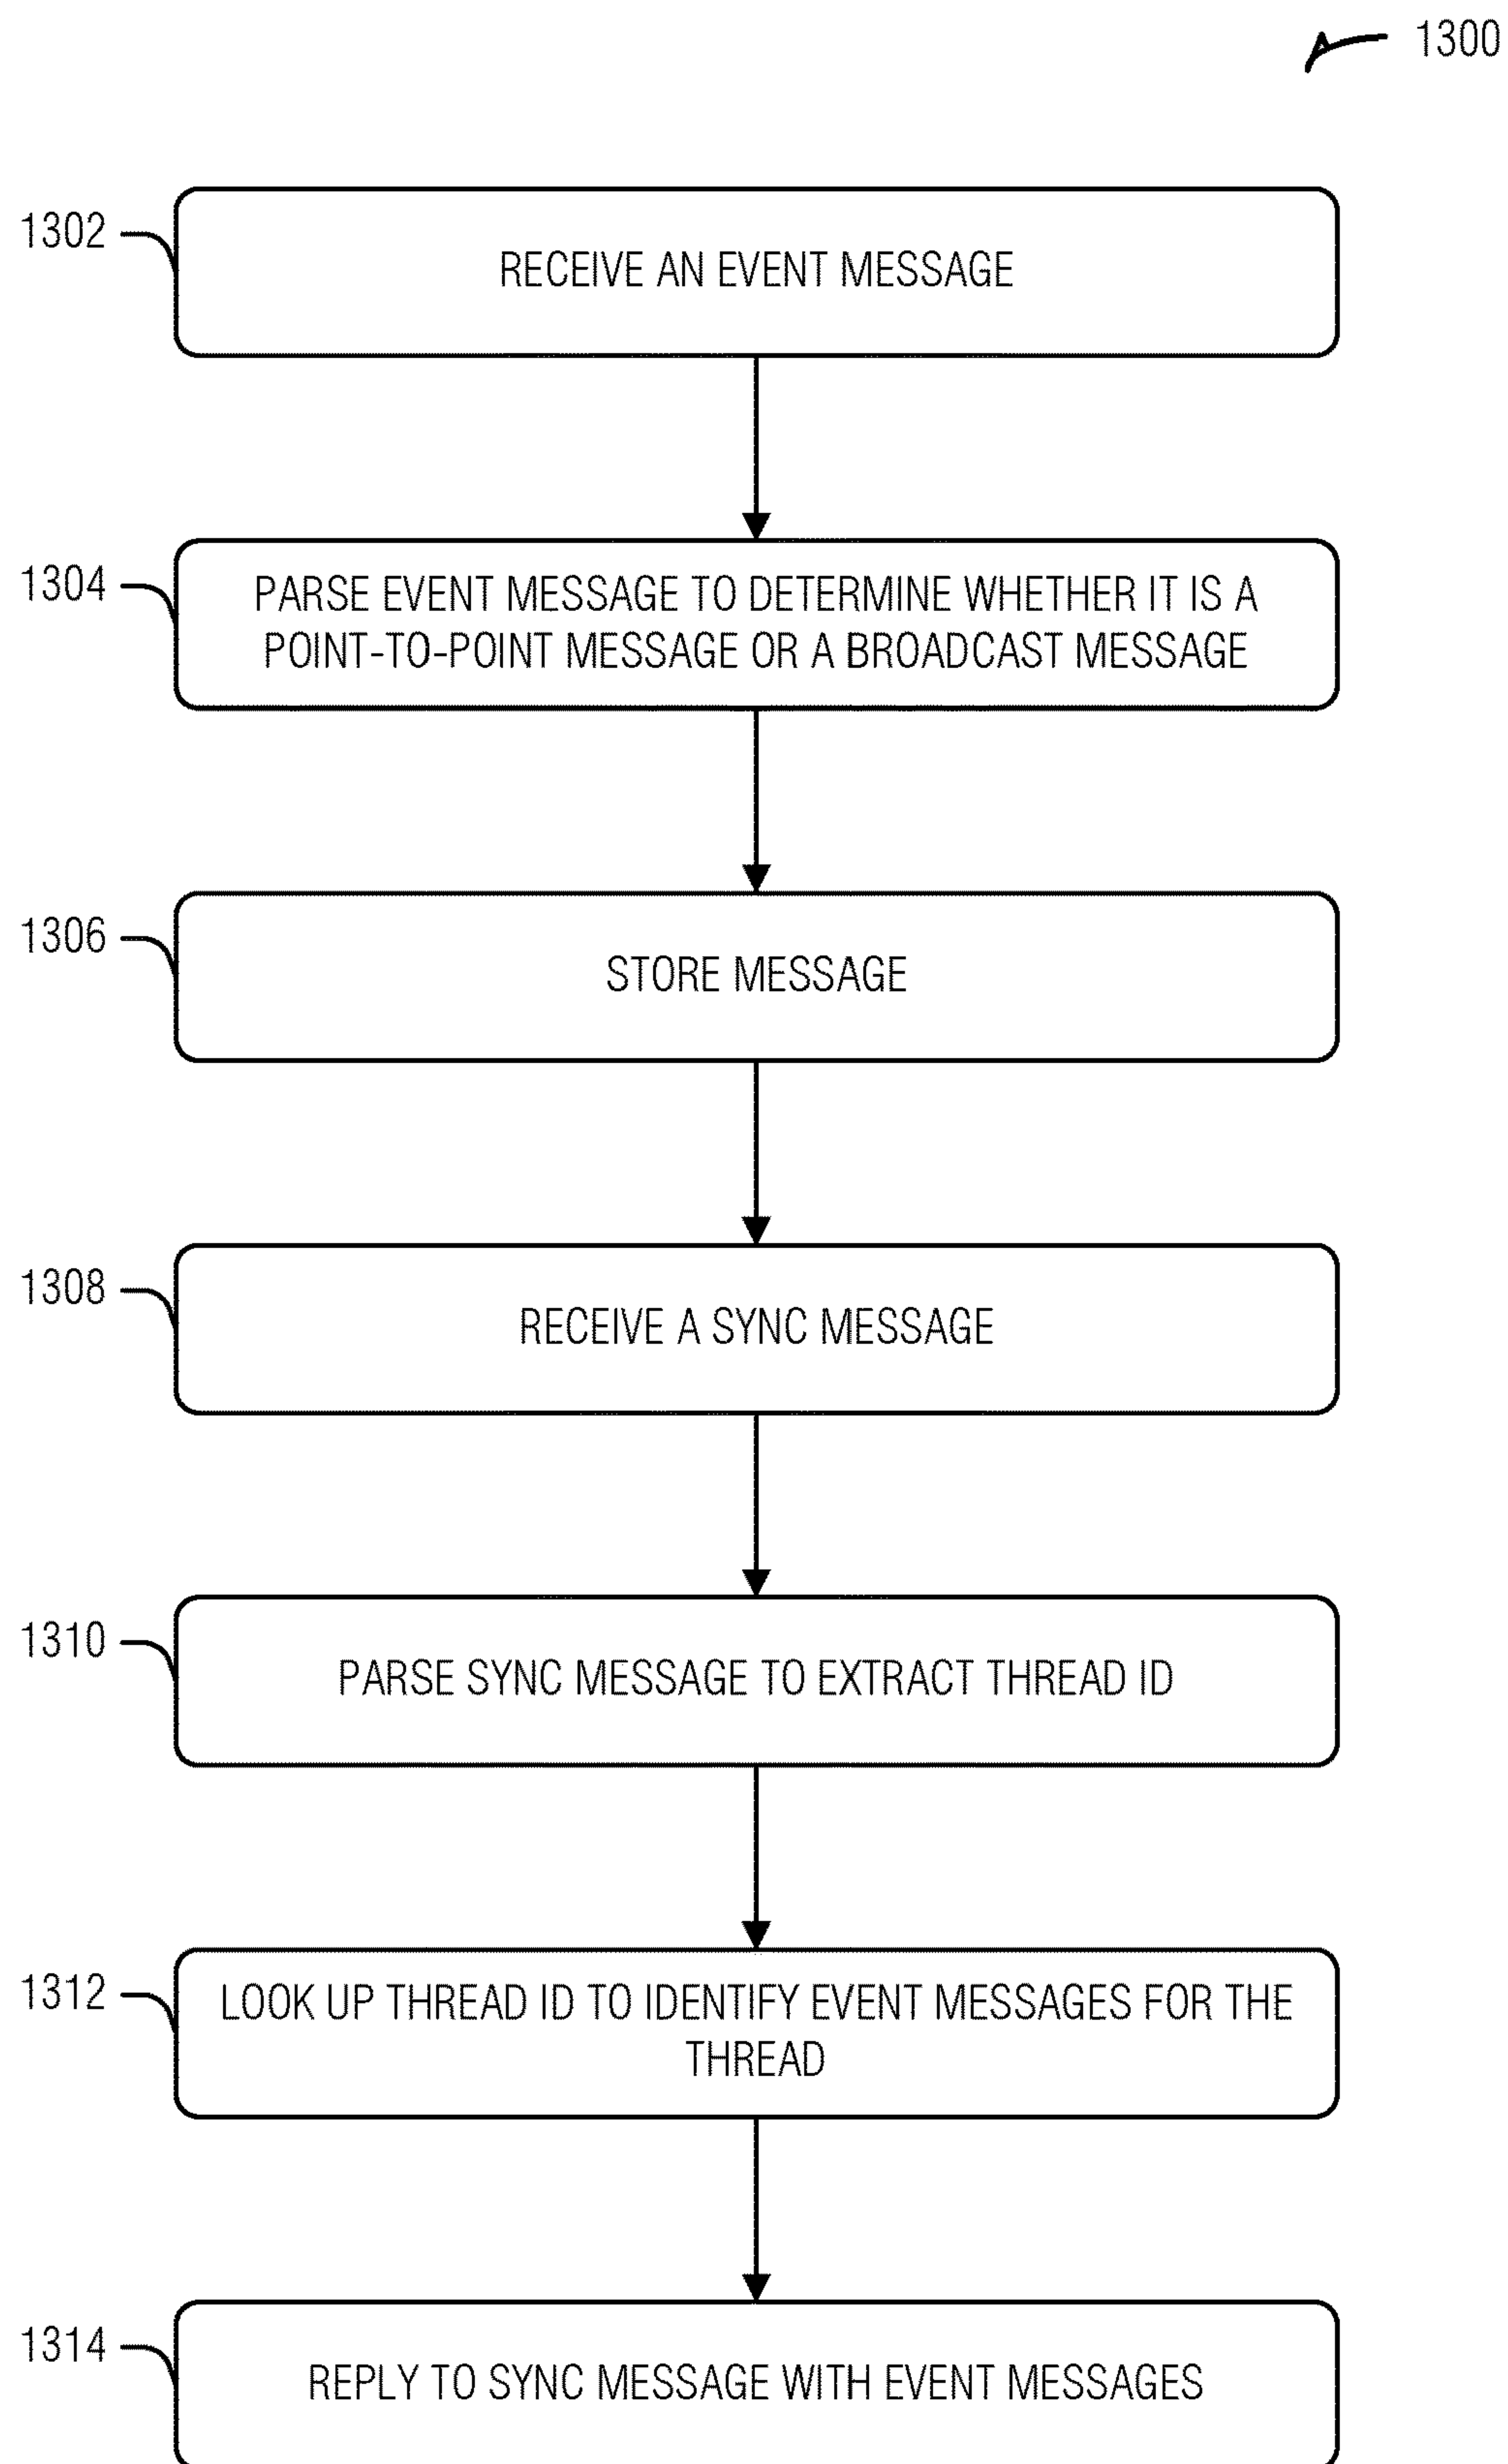 1300
1302
RECEIVE AN EVENT MESSAGE
1304
PARSE EVENT MESSAGE TO DETERMINE WHETHER IT IS A
POINT-TO-POINT MESSAGE OR A BROADCAST MESSAGE
1306
STORE MESSAGE
1308
RECEIVE A SYNC MESSAGE
1310
PARSE SYNC MESSAGE TO EXTRACT THREAD ID
1312
LOOK UP THREAD ID TO IDENTIFY EVENT MESSAGES FOR THE
THREAD
1314
REPLY TO SYNC MESSAGE WITH EVENT MESSAGES